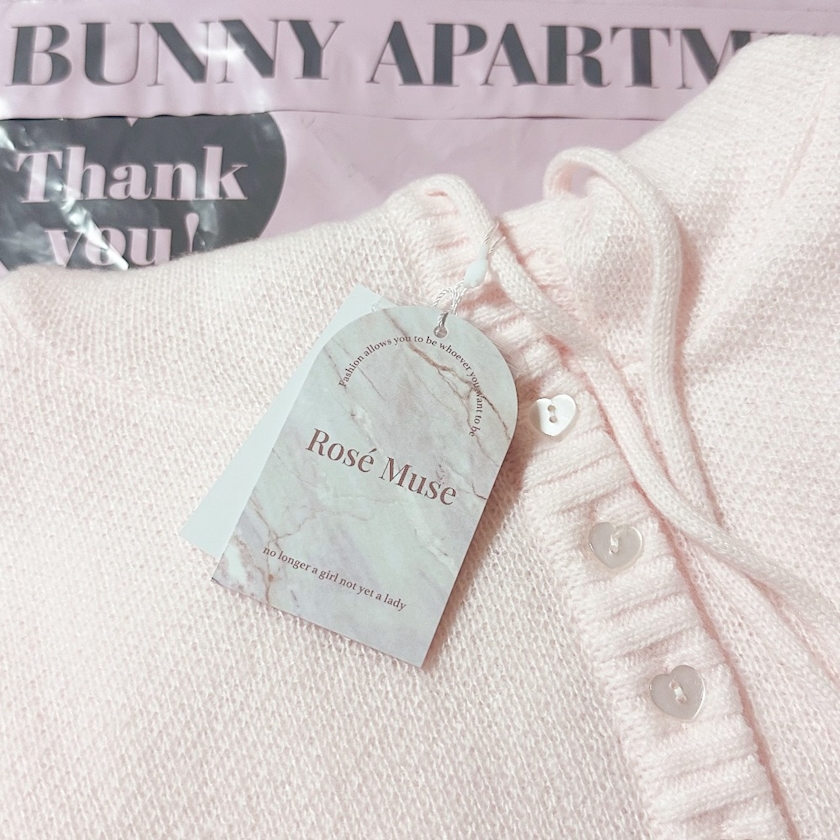 BUNNY APARTM
Thank
you!
Fashion allows you to be whoever you want to be
Rosé Muse
no longer a girl not yet a lady